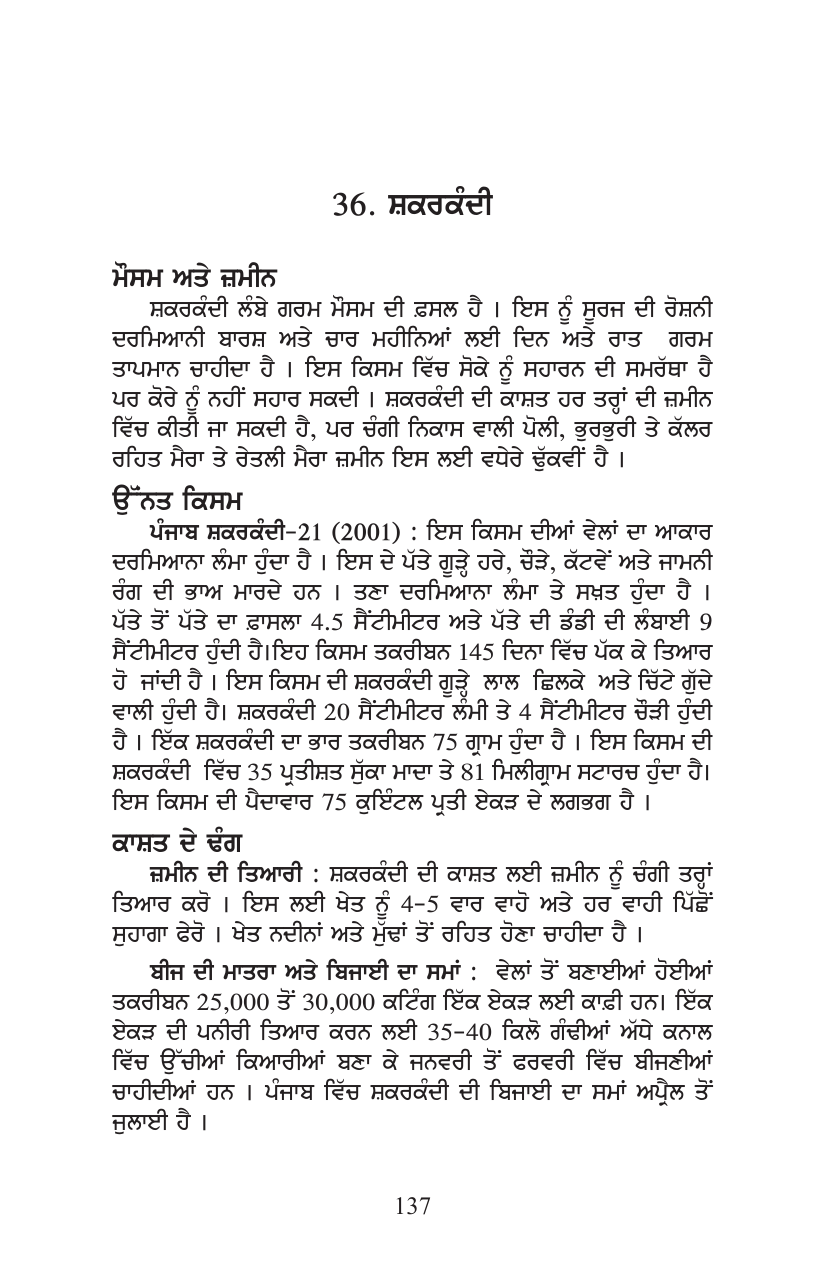 36. ਸ਼ਕਰਕੰਦੀ
ਮੌਸਮ ਅਤੇ ਜ਼ਮੀਨ
ਸ਼ਕਰਕੰਦੀ ਲੰਬੇ ਗਰਮ ਮੌਸਮ ਦੀ ਫ਼ਸਲ ਹੈ । ਇਸ ਨੂੰ ਸੂਰਜ ਦੀ ਰੋਸ਼ਨੀ
ਦਰਮਿਆਨੀ ਬਾਰਸ਼ ਅਤੇ ਚਾਰ ਮਹੀਨਿਆਂ ਲਈ ਦਿਨ ਅਤੇ ਰਾਤ ਗਰਮ
ਤਾਪਮਾਨ ਚਾਹੀਦਾ ਹੈ । ਇਸ ਕਿਸਮ ਵਿੱਚ ਸੋਕੇ ਨੂੰ ਸਹਾਰਨ ਦੀ ਸਮਰੱਥਾ ਹੈ
ਪਰ ਕੋਰੇ ਨੂੰ ਨਹੀਂ ਸਹਾਰ ਸਕਦੀ । ਸ਼ਕਰਕੰਦੀ ਦੀ ਕਾਸ਼ਤ ਹਰ ਤਰ੍ਹਾਂ ਦੀ ਜ਼ਮੀਨ
ਵਿੱਚ ਕੀਤੀ ਜਾ ਸਕਦੀ ਹੈ, ਪਰ ਚੰਗੀ ਨਿਕਾਸ ਵਾਲੀ ਪੋਲੀ, ਭੁਰਭੁਰੀ ਤੇ ਕੱਲਰ
ਰਹਿਤ ਮੈਰਾ ਤੇ ਰੇਤਲੀ ਮੈਰਾ ਜ਼ਮੀਨ ਇਸ ਲਈ ਵਧੇਰੇ ਢੁੱਕਵੀਂ ਹੈ ।
ਉੱਨਤ ਕਿਸਮ
ਪੰਜਾਬ ਸ਼ਕਰਕੰਦੀ-21 (2001) : ਇਸ ਕਿਸਮ ਦੀਆਂ ਵੇਲਾਂ ਦਾ ਆਕਾਰ
ਦਰਮਿਆਨਾ ਲੰਮਾ ਹੁੰਦਾ ਹੈ । ਇਸ ਦੇ ਪੱਤੇ ਗੂੜ੍ਹੇ ਹਰੇ, ਚੌੜੇ, ਕੱਟਵੇਂ ਅਤੇ ਜਾਮਨੀ
ਰੰਗ ਦੀ ਭਾਅ ਮਾਰਦੇ ਹਨ । ਤਣਾ ਦਰਮਿਆਨਾ ਲੰਮਾ ਤੇ ਸਖ਼ਤ ਹੁੰਦਾ ਹੈ ।
ਪੱਤੇ ਤੋਂ ਪੱਤੇ ਦਾ ਫ਼ਾਸਲਾ 4.5 ਸੈਂਟੀਮੀਟਰ ਅਤੇ ਪੱਤੇ ਦੀ ਡੰਡੀ ਦੀ ਲੰਬਾਈ 9
ਸੈਂਟੀਮੀਟਰ ਹੁੰਦੀ ਹੈ।ਇਹ ਕਿਸਮ ਤਕਰੀਬਨ 145 ਦਿਨਾ ਵਿੱਚ ਪੱਕ ਕੇ ਤਿਆਰ
ਹੋ ਜਾਂਦੀ ਹੈ । ਇਸ ਕਿਸਮ ਦੀ ਸ਼ਕਰਕੰਦੀ ਗੂੜ੍ਹੇ ਲਾਲ ਛਿਲਕੇ ਅਤੇ ਚਿੱਟੇ ਗੁੱਦੇ
ਵਾਲੀ ਹੁੰਦੀ ਹੈ। ਸ਼ਕਰਕੰਦੀ 20 ਸੈਂਟੀਮੀਟਰ ਲੰਮੀ ਤੇ 4 ਸੈਂਟੀਮੀਟਰ ਚੌੜੀ ਹੁੰਦੀ
ਹੈ । ਇੱਕ ਸ਼ਕਰਕੰਦੀ ਦਾ ਭਾਰ ਤਕਰੀਬਨ 75 ਗ੍ਰਾਮ ਹੁੰਦਾ ਹੈ । ਇਸ ਕਿਸਮ ਦੀ
ਸ਼ਕਰਕੰਦੀ ਵਿੱਚ 35 ਪ੍ਰਤੀਸ਼ਤ ਸੁੱਕਾ ਮਾਦਾ ਤੇ 81 ਮਿਲੀਗ੍ਰਾਮ ਸਟਾਰਚ ਹੁੰਦਾ ਹੈ।
ਇਸ ਕਿਸਮ ਦੀ ਪੈਦਾਵਾਰ 75 ਕੁਇੰਟਲ ਪ੍ਰਤੀ ਏਕੜ ਦੇ ਲਗਭਗ ਹੈ ।
ਕਾਸ਼ਤ ਦੇ ਢੰਗ
ਜ਼ਮੀਨ ਦੀ ਤਿਆਰੀ : ਸ਼ਕਰਕੰਦੀ ਦੀ ਕਾਸ਼ਤ ਲਈ ਜ਼ਮੀਨ ਨੂੰ ਚੰਗੀ ਤਰ੍ਹਾਂ
ਤਿਆਰ ਕਰੋ । ਇਸ ਲਈ ਖੇਤ ਨੂੰ 4-5 ਵਾਰ ਵਾਹੋ ਅਤੇ ਹਰ ਵਾਹੀ ਪਿੱਛੋਂ
ਸੁਹਾਗਾ ਫੇਰੋ । ਖੇਤ ਨਦੀਨਾਂ ਅਤੇ ਮੁੱਢਾਂ ਤੋਂ ਰਹਿਤ ਹੋਣਾ ਚਾਹੀਦਾ ਹੈ ।
ਬੀਜ ਦੀ ਮਾਤਰਾ ਅਤੇ ਬਿਜਾਈ ਦਾ ਸਮਾਂ : ਵੇਲਾਂ ਤੋਂ ਬਣਾਈਆਂ ਹੋਈਆਂ
ਤਕਰੀਬਨ 25,000 ਤੋਂ 30,000 ਕਟਿੰਗ ਇੱਕ ਏਕੜ ਲਈ ਕਾਫ਼ੀ ਹਨ। ਇੱਕ
ਏਕੜ ਦੀ ਪਨੀਰੀ ਤਿਆਰ ਕਰਨ ਲਈ 35-40 ਕਿਲੋ ਗੰਢੀਆਂ ਅੱਧੇ ਕਨਾਲ
ਵਿੱਚ ਉੱਚੀਆਂ ਕਿਆਰੀਆਂ ਬਣਾ ਕੇ ਜਨਵਰੀ ਤੋਂ ਫਰਵਰੀ ਵਿੱਚ ਬੀਜਣੀਆਂ
ਚਾਹੀਦੀਆਂ ਹਨ । ਪੰਜਾਬ ਵਿੱਚ ਸ਼ਕਰਕੰਦੀ ਦੀ ਬਿਜਾਈ ਦਾ ਸਮਾਂ ਅਪ੍ਰੈਲ ਤੋਂ
ਜੁਲਾਈ ਹੈ ।
137